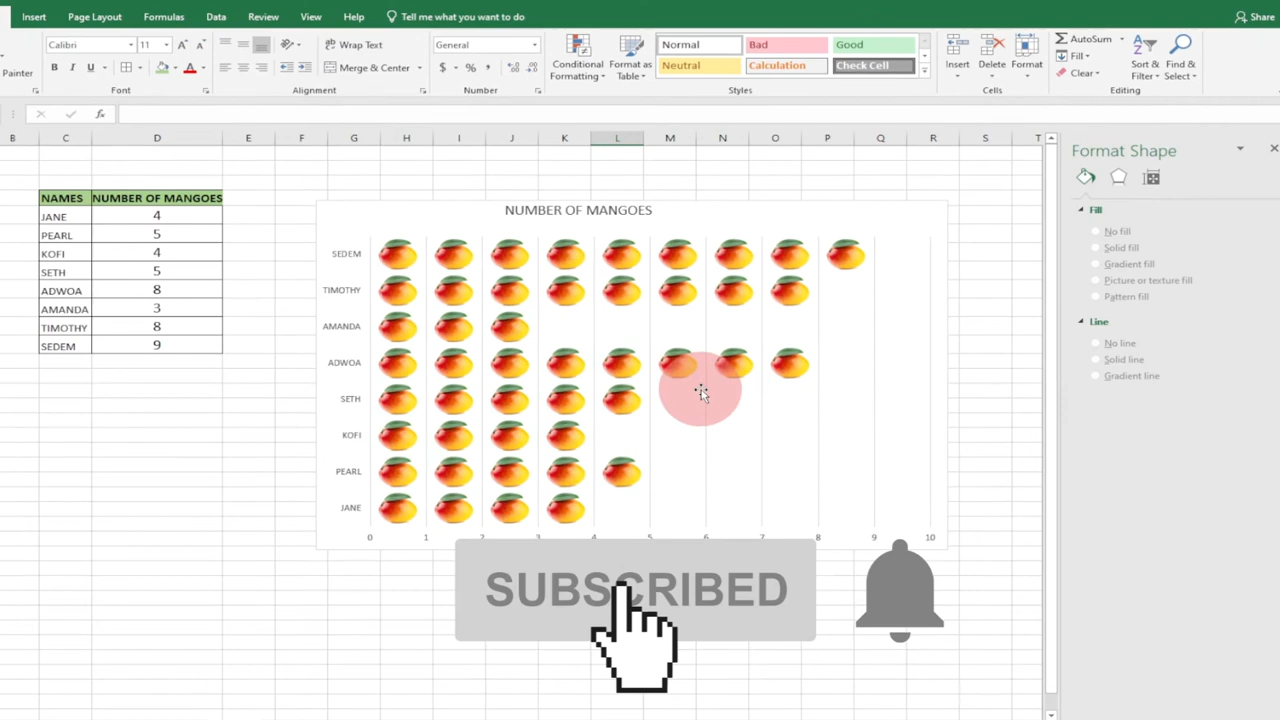 Insert Page Layout Formulas Data Review View Help Tell me what you want to do Share
Painter
Calibri 11
B I U
Font
Wrap Text
Merge & Center
Alignment
General
$ % ,
Number
Conditional Formatting
Format as Table
Normal Bad Good
Neutral Calculation Check Cell
Styles
Insert Delete Format
Cells
AutoSum
Fill
Clear
Sort & Filter
Find & Select
Editing
fx
B C D E F G H I J K L M N O P Q R S T
NAMES NUMBER OF MANGOES
JANE 4
PEARL 5
KOFI 4
SETH 5
ADWOA 8
AMANDA 3
TIMOTHY 8
SEDEM 9
NUMBER OF MANGOES
SEDEM
TIMOTHY
AMANDA
ADWOA
SETH
KOFI
PEARL
JANE
0 1 2 3 4 5 6 7 8 9 10
SUBSCRIBED
Format Shape
Fill
No fill
Solid fill
Gradient fill
Picture or texture fill
Pattern fill
Line
No line
Solid line
Gradient line